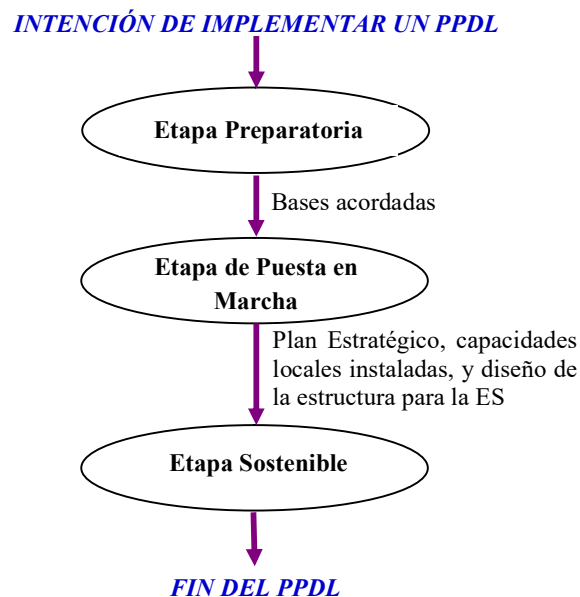 INTENCIÓN DE IMPLEMENTAR UN PPDL
Etapa Preparatoria
Bases acordadas
Etapa de Puesta en
Marcha
Plan Estratégico, capacidades
locales instaladas, y diseño de
la estructura para la ES
Etapa Sostenible
FIN DEL PPDL